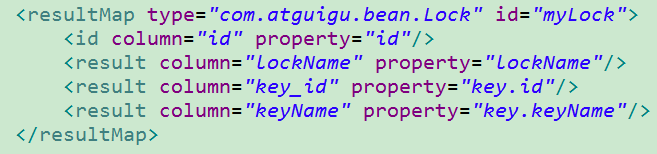 <resultMap type="com.atguigu.bean.Lock" id="myLock">
<id column="id" property="id"/>
<result column="lockName" property="lockName"/>
<result column="key_id" property="key.id"/>
<result column="keyName" property="key.keyName"/>
</resultMap>